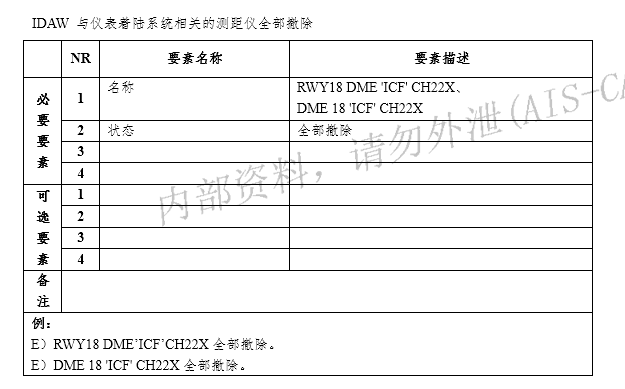 IDAW 与仪表着陆系统相关的测距仪全部撤除
NR 要素名称 要素描述
必要要素
1 名称 RWY18 DME 'ICF' CH22X、
DME 18 'ICF' CH22X
2 状态 全部撤除
3
4
可选要素
1
2
3
4
备注
例：
E）RWY18 DME’ICF’CH22X 全部撤除。
E）DME 18 'ICF' CH22X 全部撤除。
内部资料，请勿外泄(AIS-CA